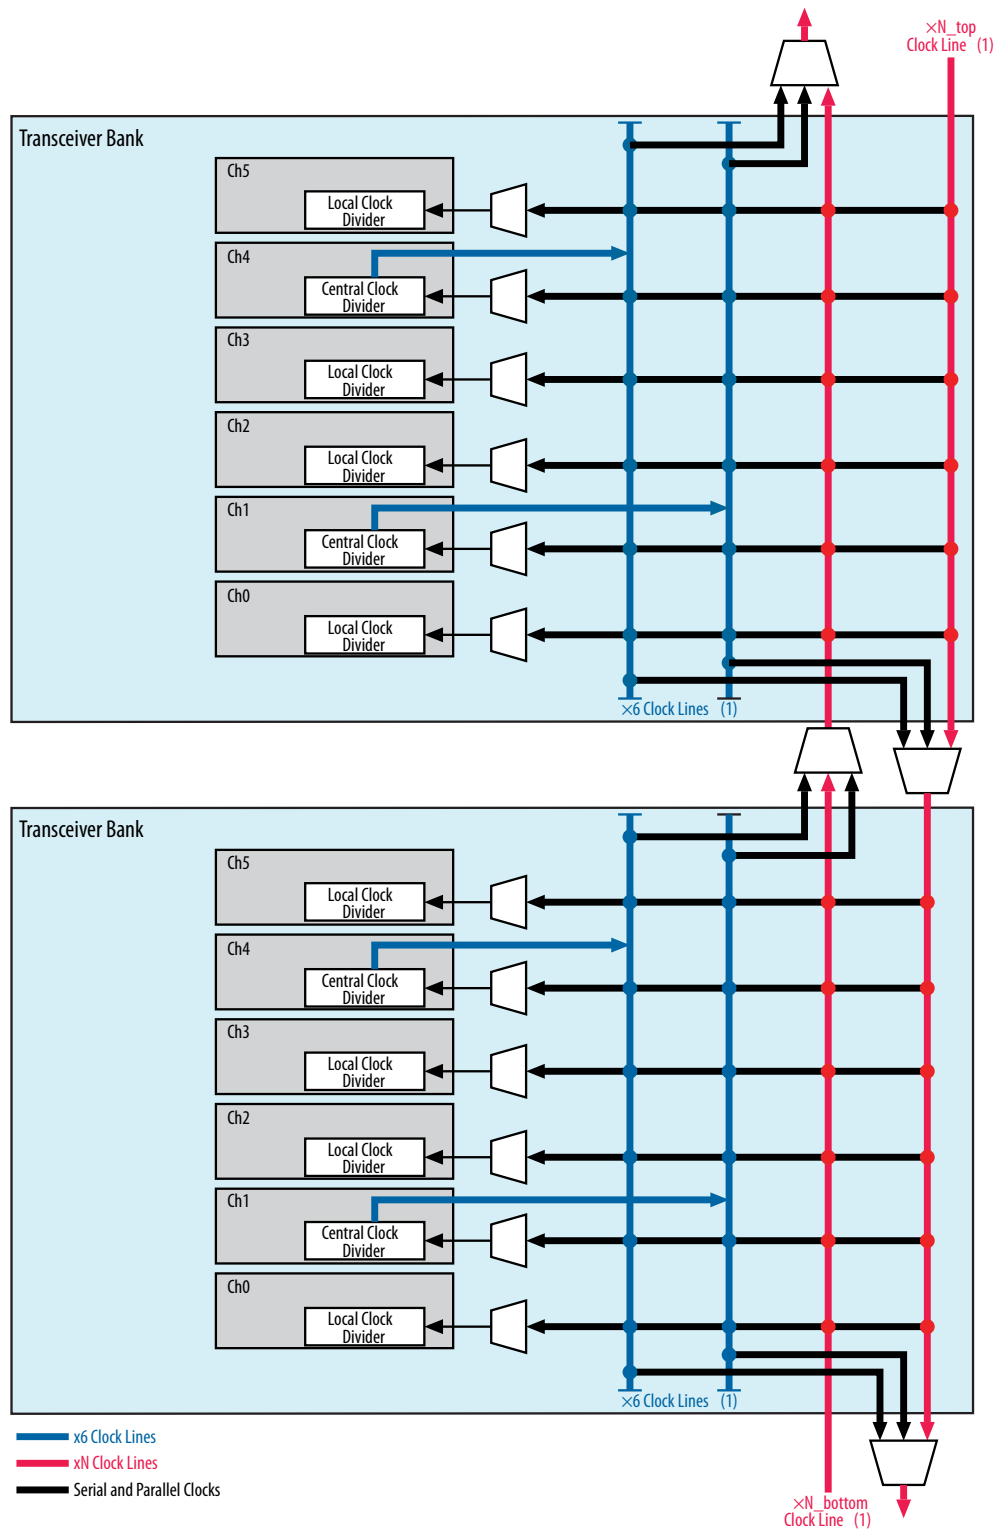 ×N_top
Clock Line (1)
Transceiver Bank
Ch5
Local Clock
Divider
Ch4
Central Clock
Divider
Ch3
Local Clock
Divider
Ch2
Local Clock
Divider
Ch1
Central Clock
Divider
Ch0
Local Clock
Divider
×6 Clock Lines (1)
Transceiver Bank
Ch5
Local Clock
Divider
Ch4
Central Clock
Divider
Ch3
Local Clock
Divider
Ch2
Local Clock
Divider
Ch1
Central Clock
Divider
Ch0
Local Clock
Divider
×6 Clock Lines (1)
x6 Clock Lines
xN Clock Lines
Serial and Parallel Clocks
×N_bottom
Clock Line (1)